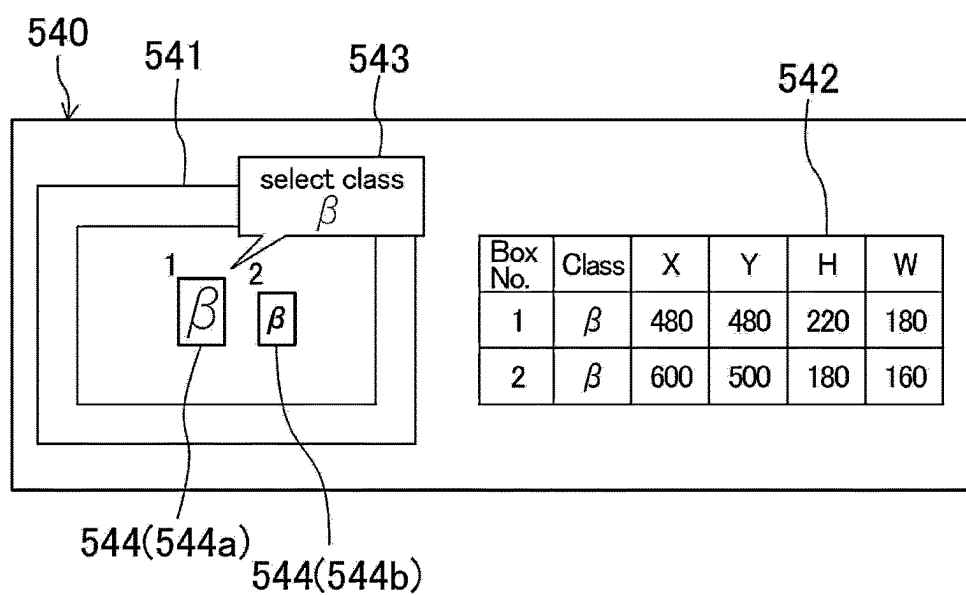 540
541
543
542
select class
β
1
2
β
β
Box No. Class X Y H W
1 β 480 480 220 180
2 β 600 500 180 160
544(544a)
544(544b)